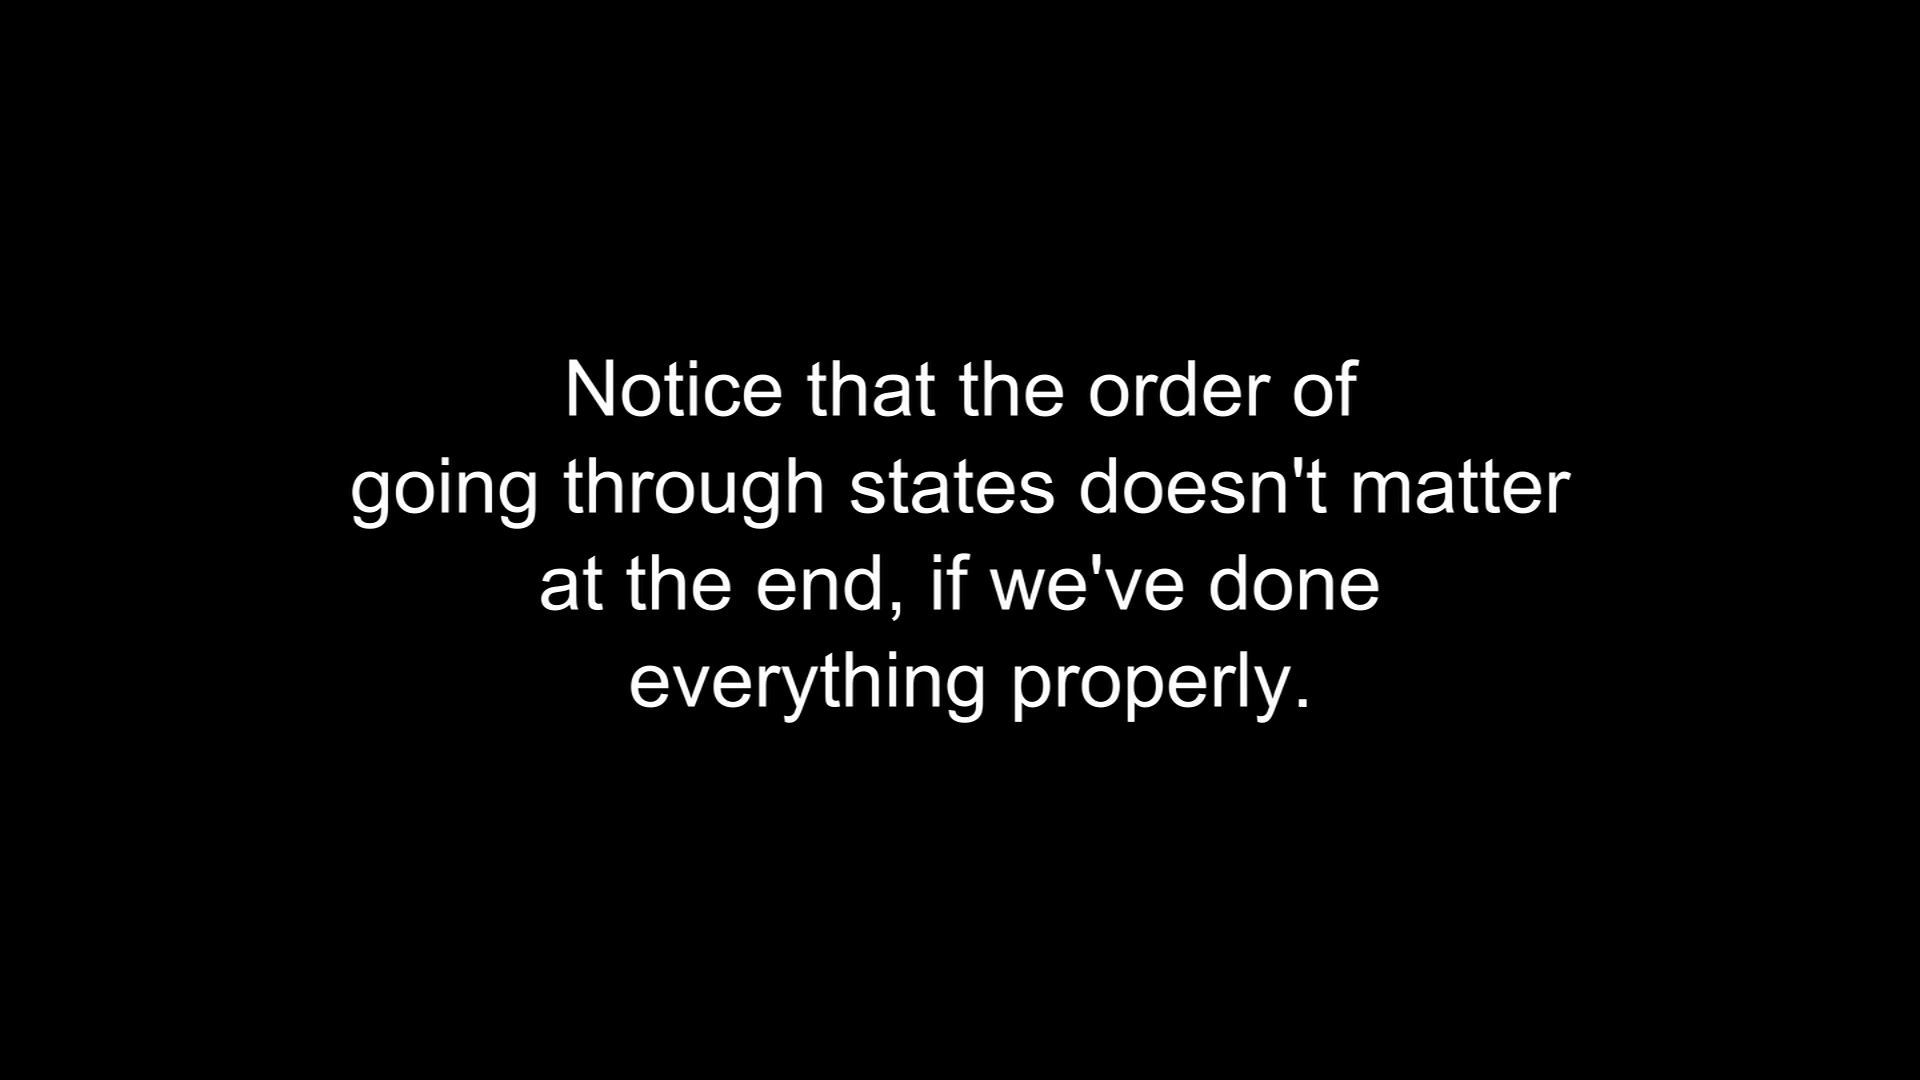 Notice that the order of
going through states doesn't matter
at the end, if we've done
everything properly.